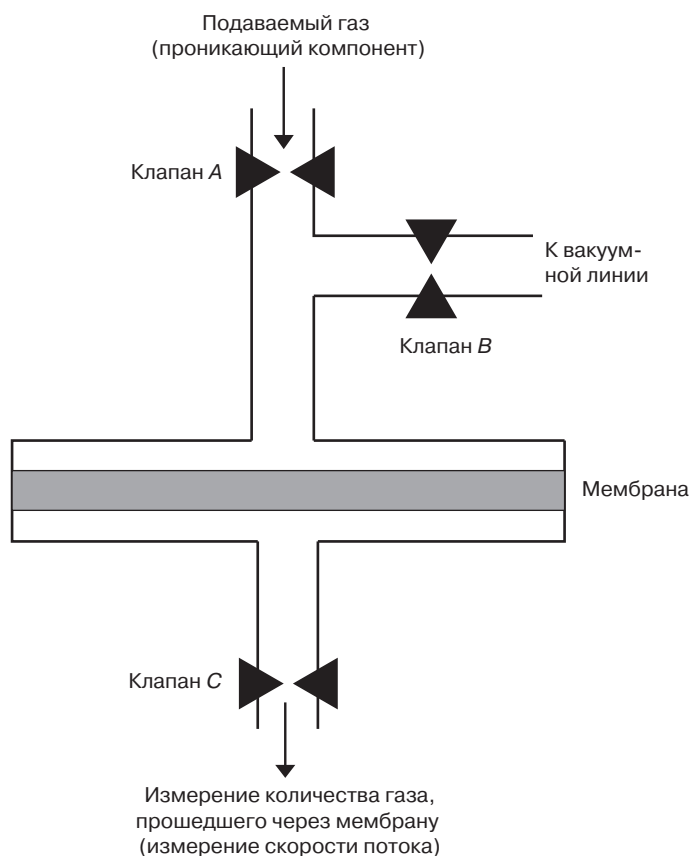 Подаваемый газ
(проникающий компонент)
Клапан A
К вакуум-
ной линии
Клапан B
Мембрана
Клапан C
Измерение количества газа,
прошедшего через мембрану
(измерение скорости потока)